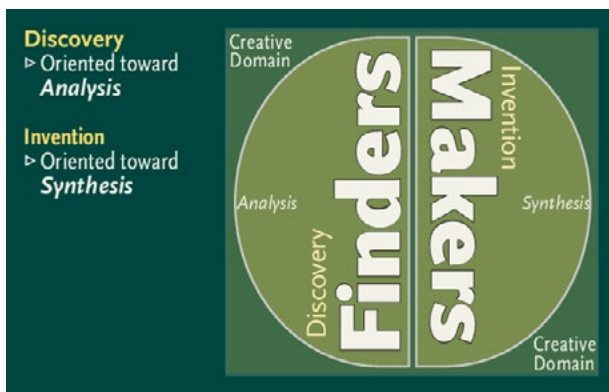 Discovery
▹ Oriented toward
Analysis
Invention
▹ Oriented toward
Synthesis
Creative
Domain
Analysis
Discovery
Finders
Makers
Invention
Synthesis
Creative
Domain